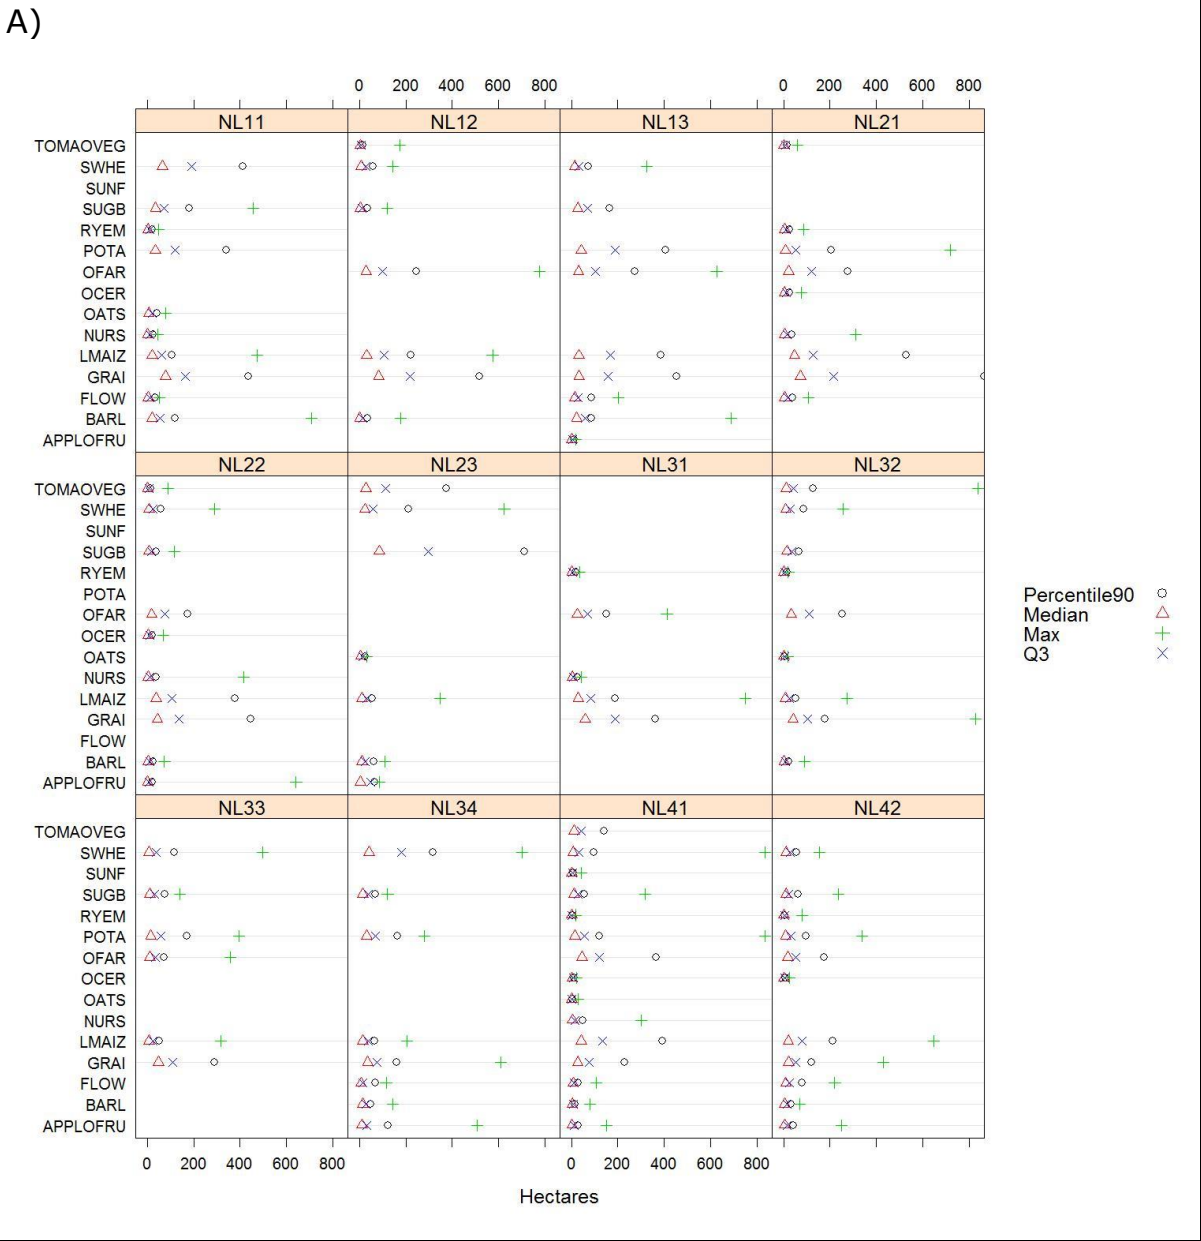 A)
0 200 400 600 800 0 200 400 600 800
NL11 NL12 NL13 NL21
TOMAOVEG
SWHE
SUNF
SUGB
RYEM
POTA
OFAR
OCER
OATS
NURS
LMAIZ
GRAI
FLOW
BARL
APPLOFRU
NL22 NL23 NL31 NL32
TOMAOVEG
SWHE
SUNF
SUGB
RYEM
POTA
OFAR
OCER
OATS
NURS
LMAIZ
GRAI
FLOW
BARL
APPLOFRU
NL33 NL34 NL41 NL42
TOMAOVEG
SWHE
SUNF
SUGB
RYEM
POTA
OFAR
OCER
OATS
NURS
LMAIZ
GRAI
FLOW
BARL
APPLOFRU
0 200 400 600 800 0 200 400 600 800
Hectares
Percentile90
Median
Max
Q3